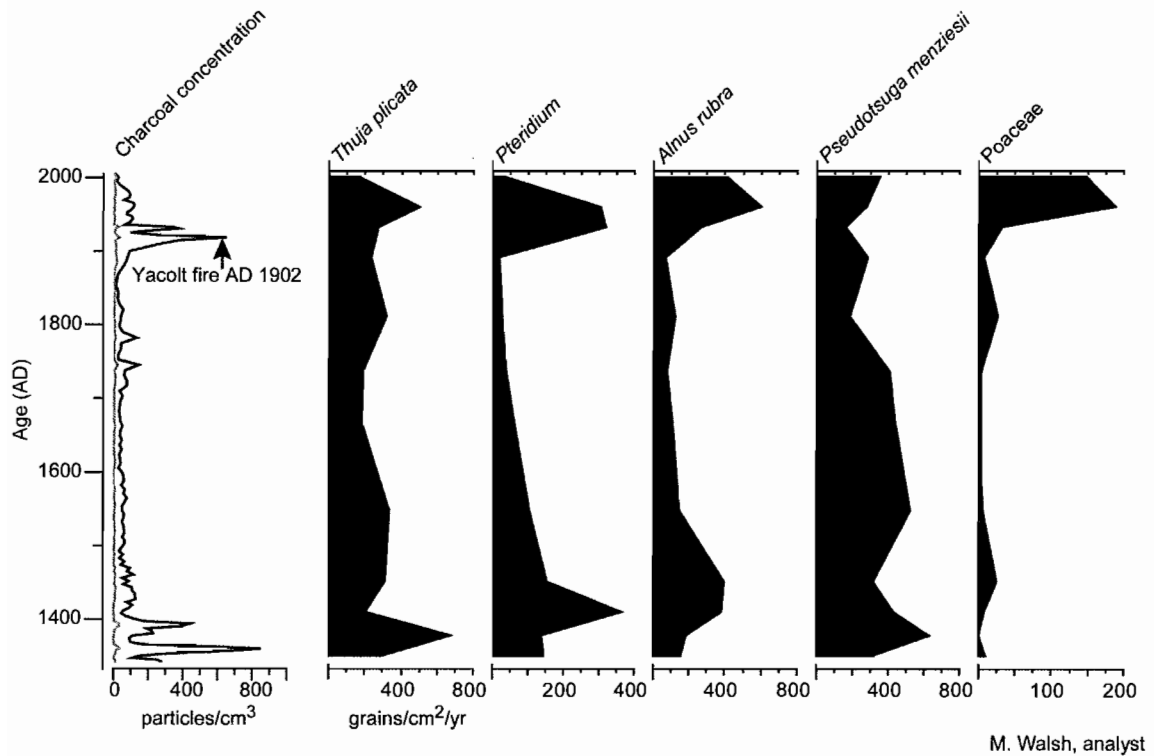 Charcoal concentration
Thuja plicata
Pteridium
Alnus rubra
Pseudotsuga menziesii
Poaceae
Age (AD)
2000
1800
1600
1400
Yacolt fire AD 1902
0 400 800
particles/cm³
400 800
grains/cm²/yr
200 400
0 400 800
0 400 800
0 100 200
M. Walsh, analyst